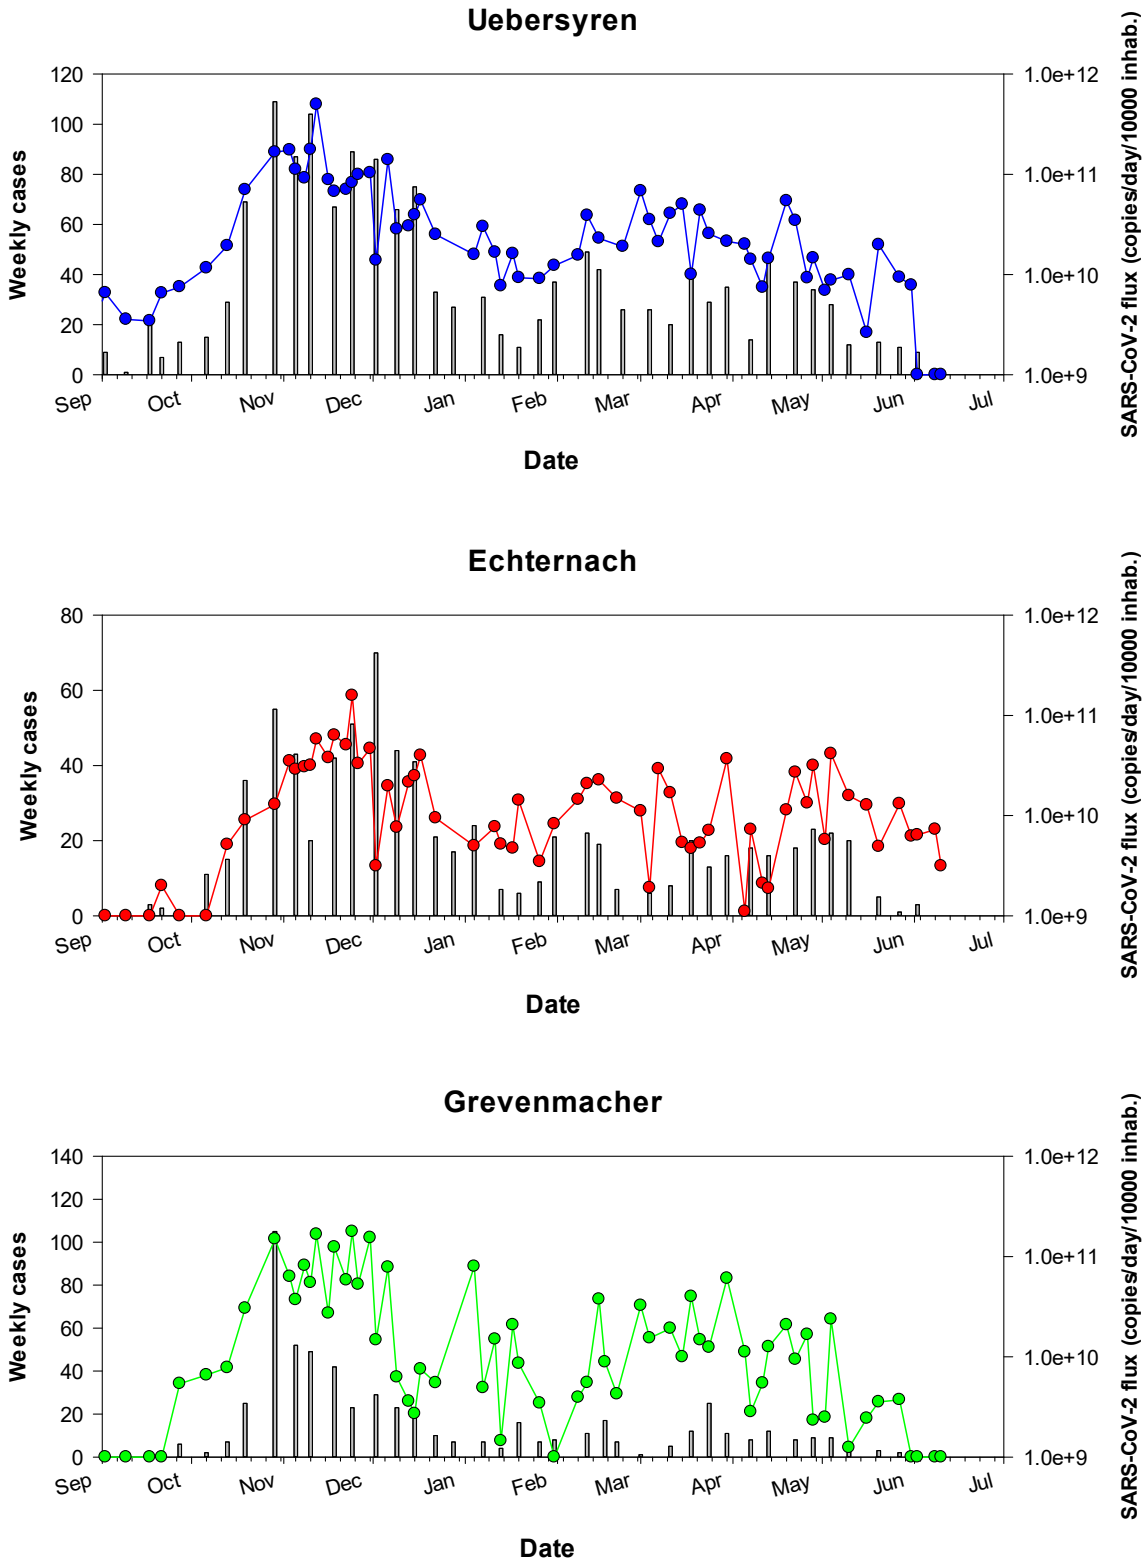 Uebersyren
Weekly cases
120
100
80
60
40
20
0
1.0e+12
1.0e+11
1.0e+10
1.0e+9
SARS-CoV-2 flux (copies/day/10000 inhab.)
Sep Oct Nov Dec Jan Feb Mar Apr May Jun Jul
Date
Echternach
Weekly cases
80
60
40
20
0
1.0e+12
1.0e+11
1.0e+10
1.0e+9
SARS-CoV-2 flux (copies/day/10000 inhab.)
Sep Oct Nov Dec Jan Feb Mar Apr May Jun Jul
Date
Grevenmacher
Weekly cases
140
120
100
80
60
40
20
0
1.0e+12
1.0e+11
1.0e+10
1.0e+9
SARS-CoV-2 flux (copies/day/10000 inhab.)
Sep Oct Nov Dec Jan Feb Mar Apr May Jun Jul
Date